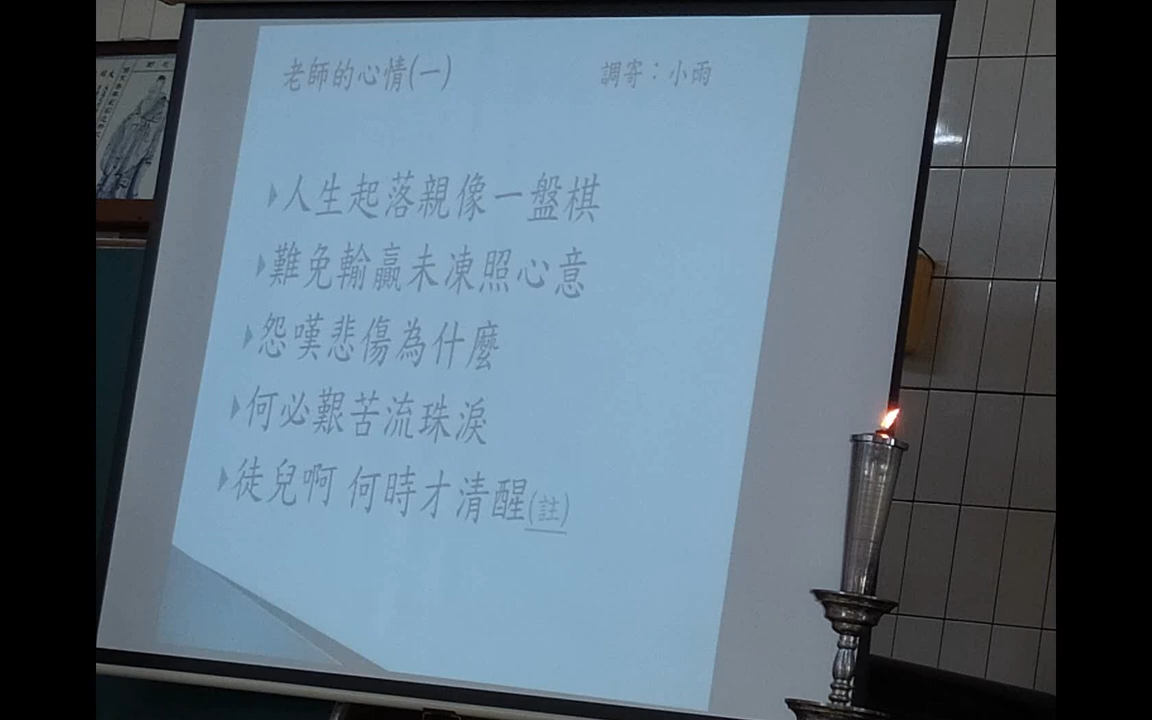 老師的心情(一)
調寄：小雨
人生起落親像一盤棋
難免輸贏未凍照心意
怨嘆悲傷為什麼
何必艱苦流珠淚
徒兒啊 何時才清醒(註)